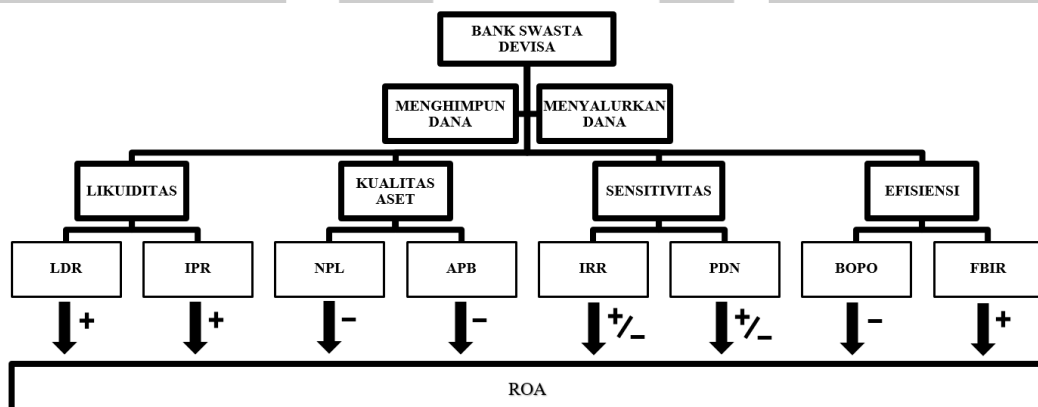 BANK SWASTA
DEVISA
MENGHIMPUN
DANA
MENYALURKAN
DANA
LIKUIDITAS
KUALITAS
ASET
SENSITIVITAS
EFISIENSI
LDR
IPR
NPL
APB
IRR
PDN
BOPO
FBIR
+
+
-
-
+/-
+/-
-
+
ROA